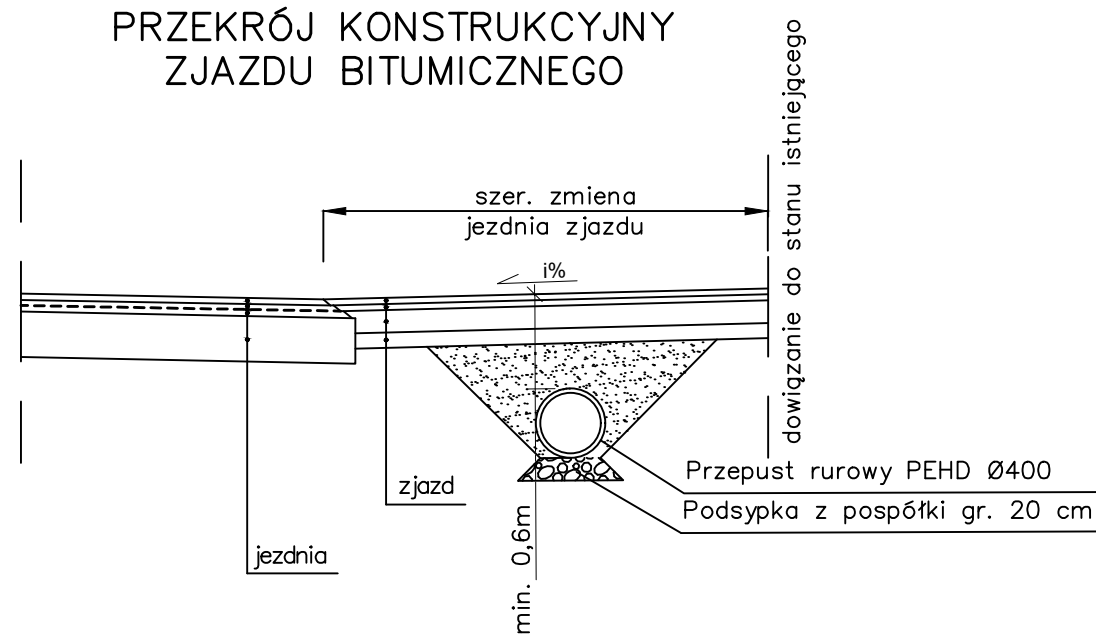 PRZEKRÓJ KONSTRUKCYJNY
ZJAZDU BITUMICZNEGO
dowiązanie do stanu istniejącego
szer. zmiena
jezdnia zjazdu
i%
Przepust rurowy PEHD Ø400
zjazd
Podsypka z pospółki gr. 20 cm
jezdnia
min. 0,6m